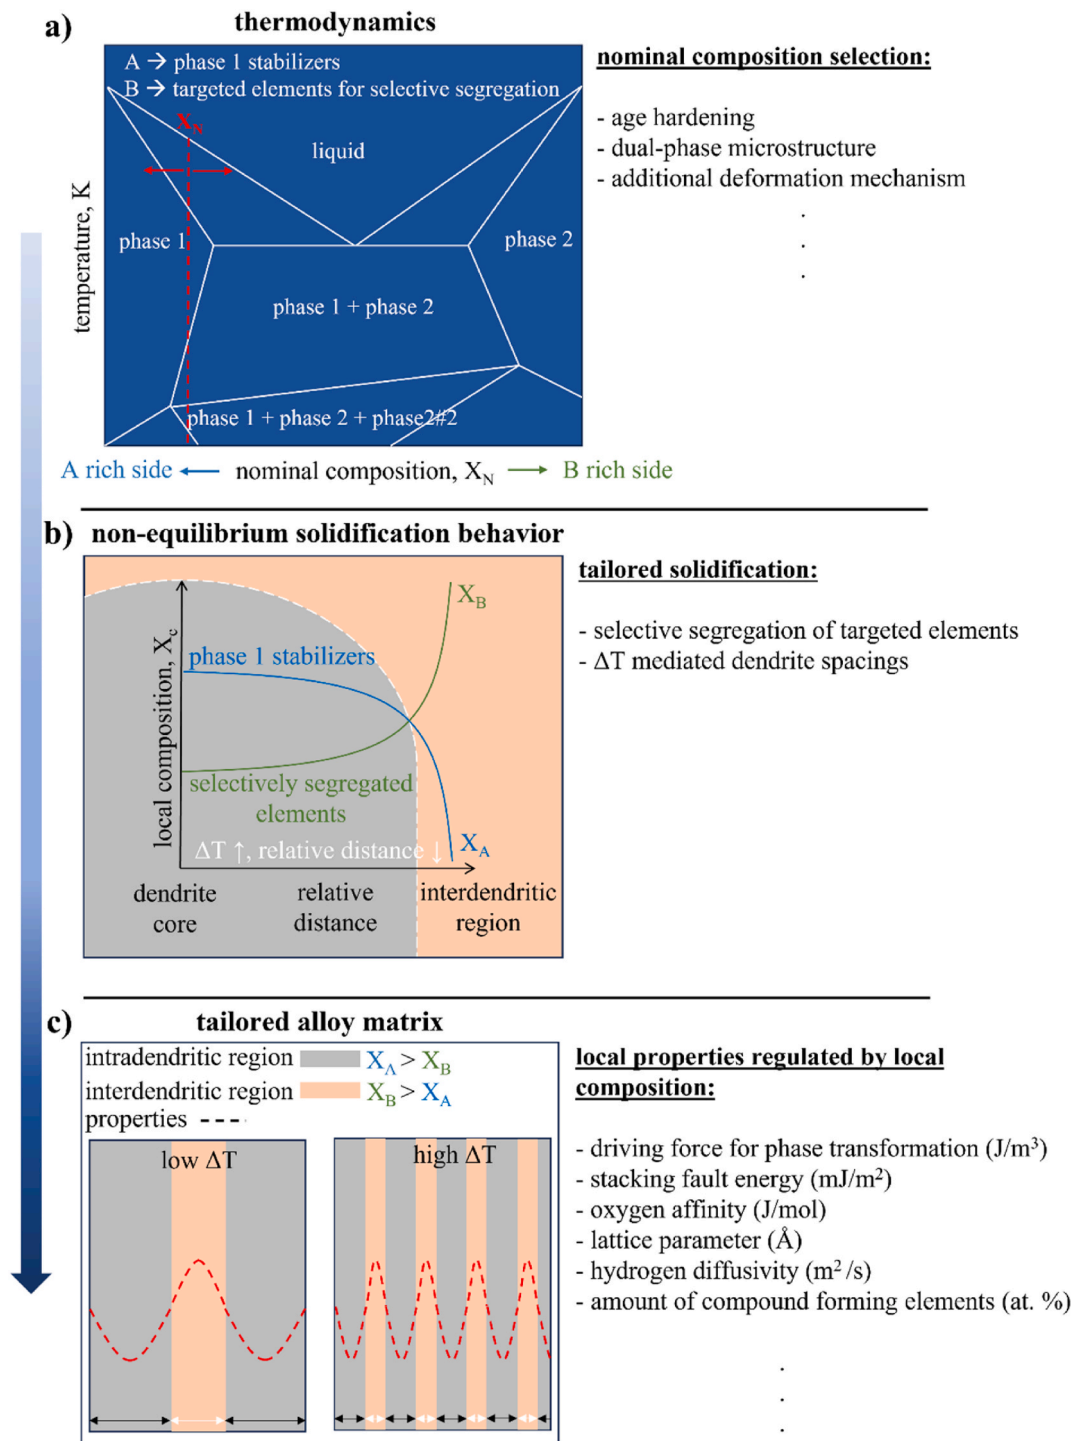 a)
thermodynamics
A → phase 1 stabilizers
B → targeted elements for selective segregation
X_N
liquid
temperature, K
phase 1
phase 2
phase 1 + phase 2
phase 1 + phase 2 + phase2#2
A rich side ← nominal composition, X_N → B rich side
nominal composition selection:
- age hardening
- dual-phase microstructure
- additional deformation mechanism
.
.
.
b) non-equilibrium solidification behavior
X_B
local composition, X_c
phase 1 stabilizers
selectively segregated
elements
X_A
ΔT ↑, relative distance ↓
dendrite
core
relative
distance
interdendritic
region
tailored solidification:
- selective segregation of targeted elements
- ΔT mediated dendrite spacings
c)
tailored alloy matrix
intradendritic region X_A > X_B
interdendritic region X_B > X_A
properties ---
low ΔT
high ΔT
local properties regulated by local
composition:
- driving force for phase transformation (J/m³)
- stacking fault energy (mJ/m²)
- oxygen affinity (J/mol)
- lattice parameter (Å)
- hydrogen diffusivity (m²/s)
- amount of compound forming elements (at. %)
.
.
.